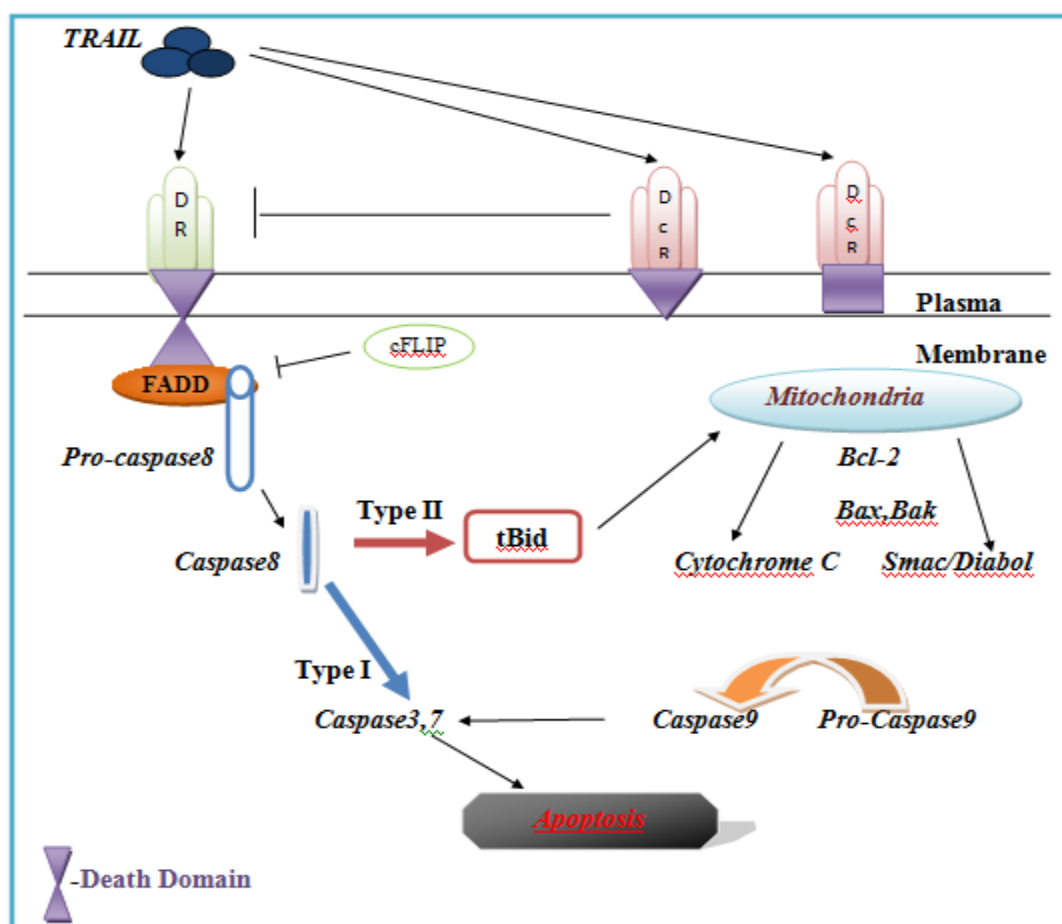 TRAIL
D
R
D
c
R
D
c
R
Plasma
Membrane
cFLIP
FADD
Mitochondria
Pro-caspase8
Bcl-2
Type II
tBid
Bax,Bak
Caspase8
Cytochrome C
Smac/Diabol
Type I
Caspase3,7
Caspase9
Pro-Caspase9
Apoptosis
-Death Domain